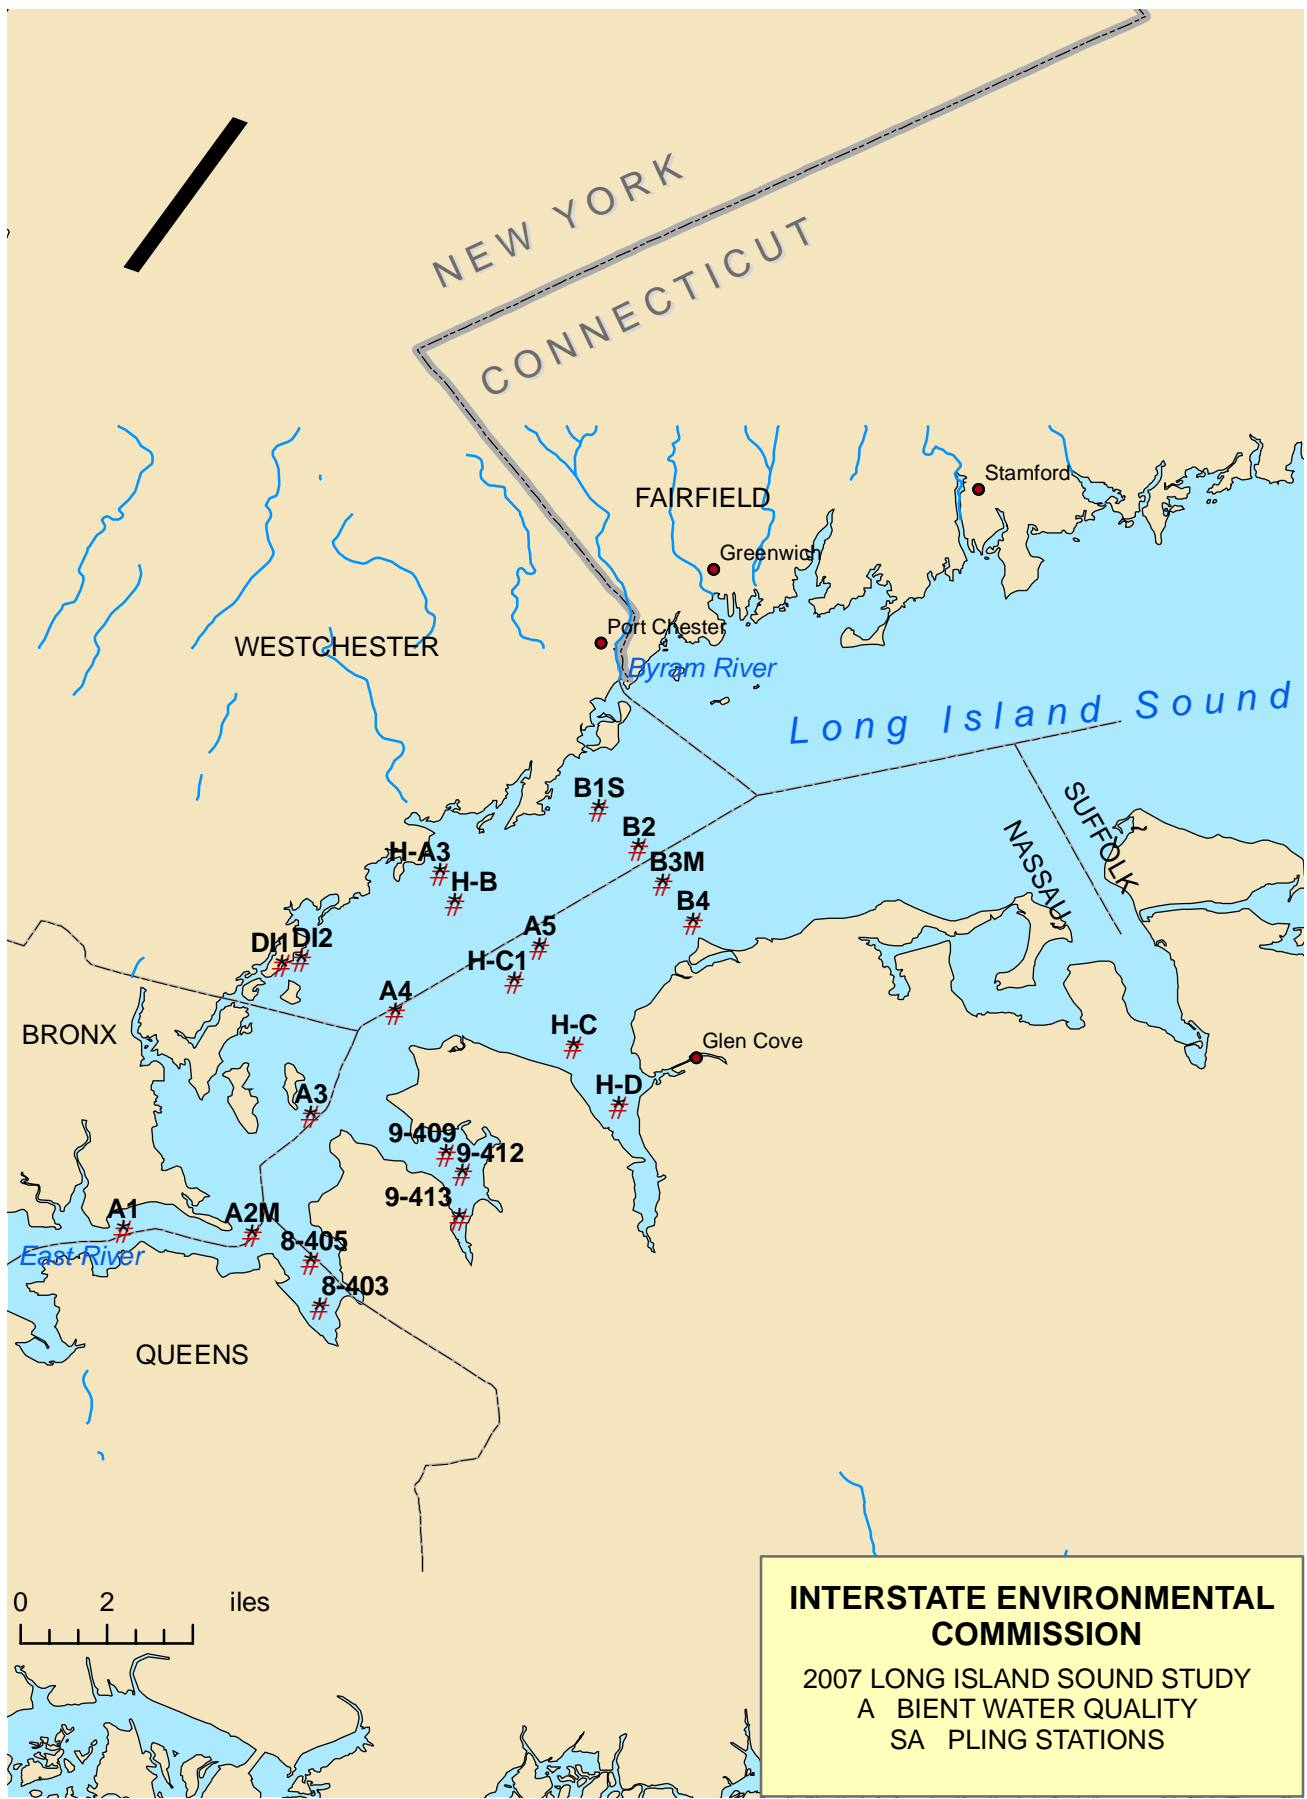 NEW YORK
CONNECTICUT
Stamford
FAIRFIELD
Greenwich
Port Chester
WESTCHESTER
Byram River
Long Island Sound
B1S
SUFFOLK
NASSAU
B2
H-A3
B3M
H-B
B4
A5
DI1
DI2
H-C1
A4
BRONX
H-C
Glen Cove
H-D
A3
9-409
9-412
9-413
A1
A2M
8-405
East River
8-403
QUEENS
0 2 iles
INTERSTATE ENVIRONMENTAL
COMMISSION
2007 LONG ISLAND SOUND STUDY
A BIENT WATER QUALITY
SA PLING STATIONS